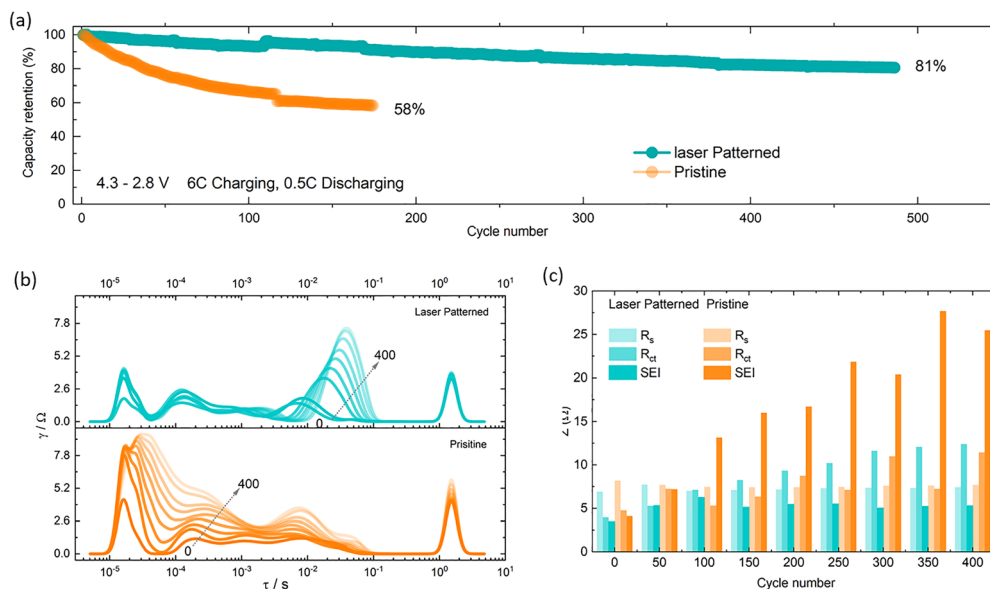 (a)
Capacity retention (%)
100
80
60
40
20
0
81%
58%
laser Patterned
Pristine
4.3 - 2.8 V 6C Charging, 0.5C Discharging
0 100 200 300 400 500
Cycle number
(b)
10⁻⁵ 10⁻⁴ 10⁻³ 10⁻² 10⁻¹ 10⁰ 10¹
Laser Patterned
7.8
5.2
2.6
0.0
400
0
γ / Ω
Prisitine
7.8
5.2
2.6
0.0
400
0
10⁻⁵ 10⁻⁴ 10⁻³ 10⁻² 10⁻¹ 10⁰ 10¹
τ / s
(c)
30
25
20
15
10
5
0
Z (Ω)
Laser Patterned Pristine
Rs Rs
Rct Rct
SEI SEI
0 50 100 150 200 250 300 350 400
Cycle number